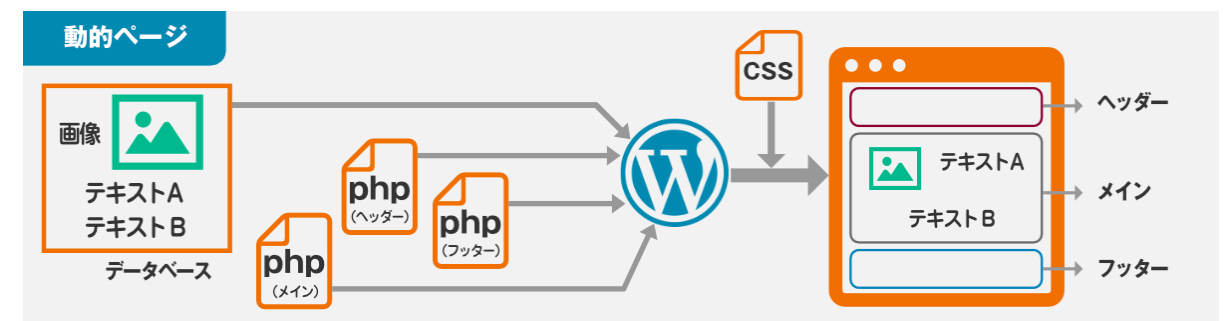 動的ページ
画像
テキストA
テキストB
データベース
php
(ヘッダー)
php
(フッター)
php
(メイン)
CSS
テキストA
テキストB
ヘッダー
メイン
フッター